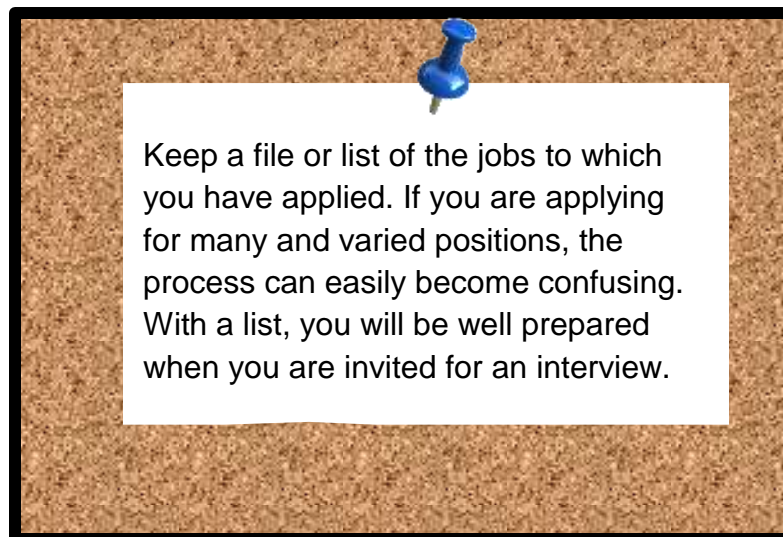 Keep a file or list of the jobs to which
you have applied. If you are applying
for many and varied positions, the
process can easily become confusing.
With a list, you will be well prepared
when you are invited for an interview.